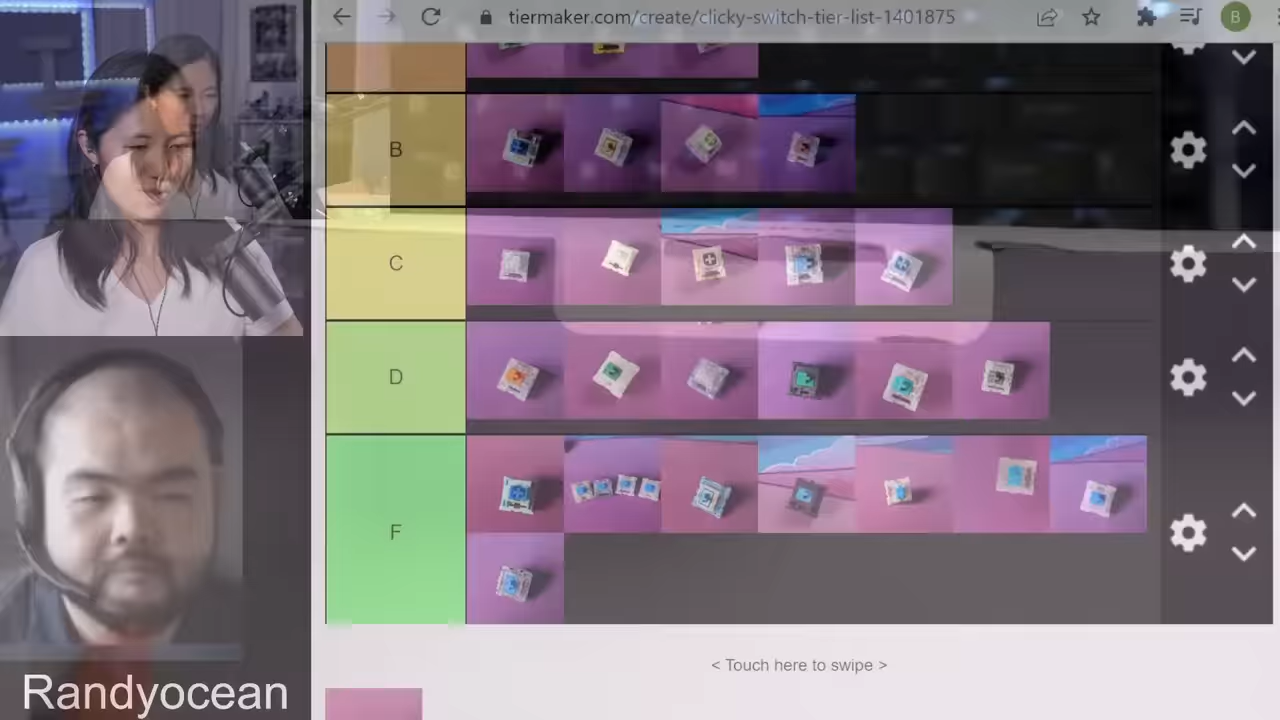 tiermaker.com/create/clicky-switch-tier-list-1401875
B
B
C
D
F
< Touch here to swipe >
Randyocean